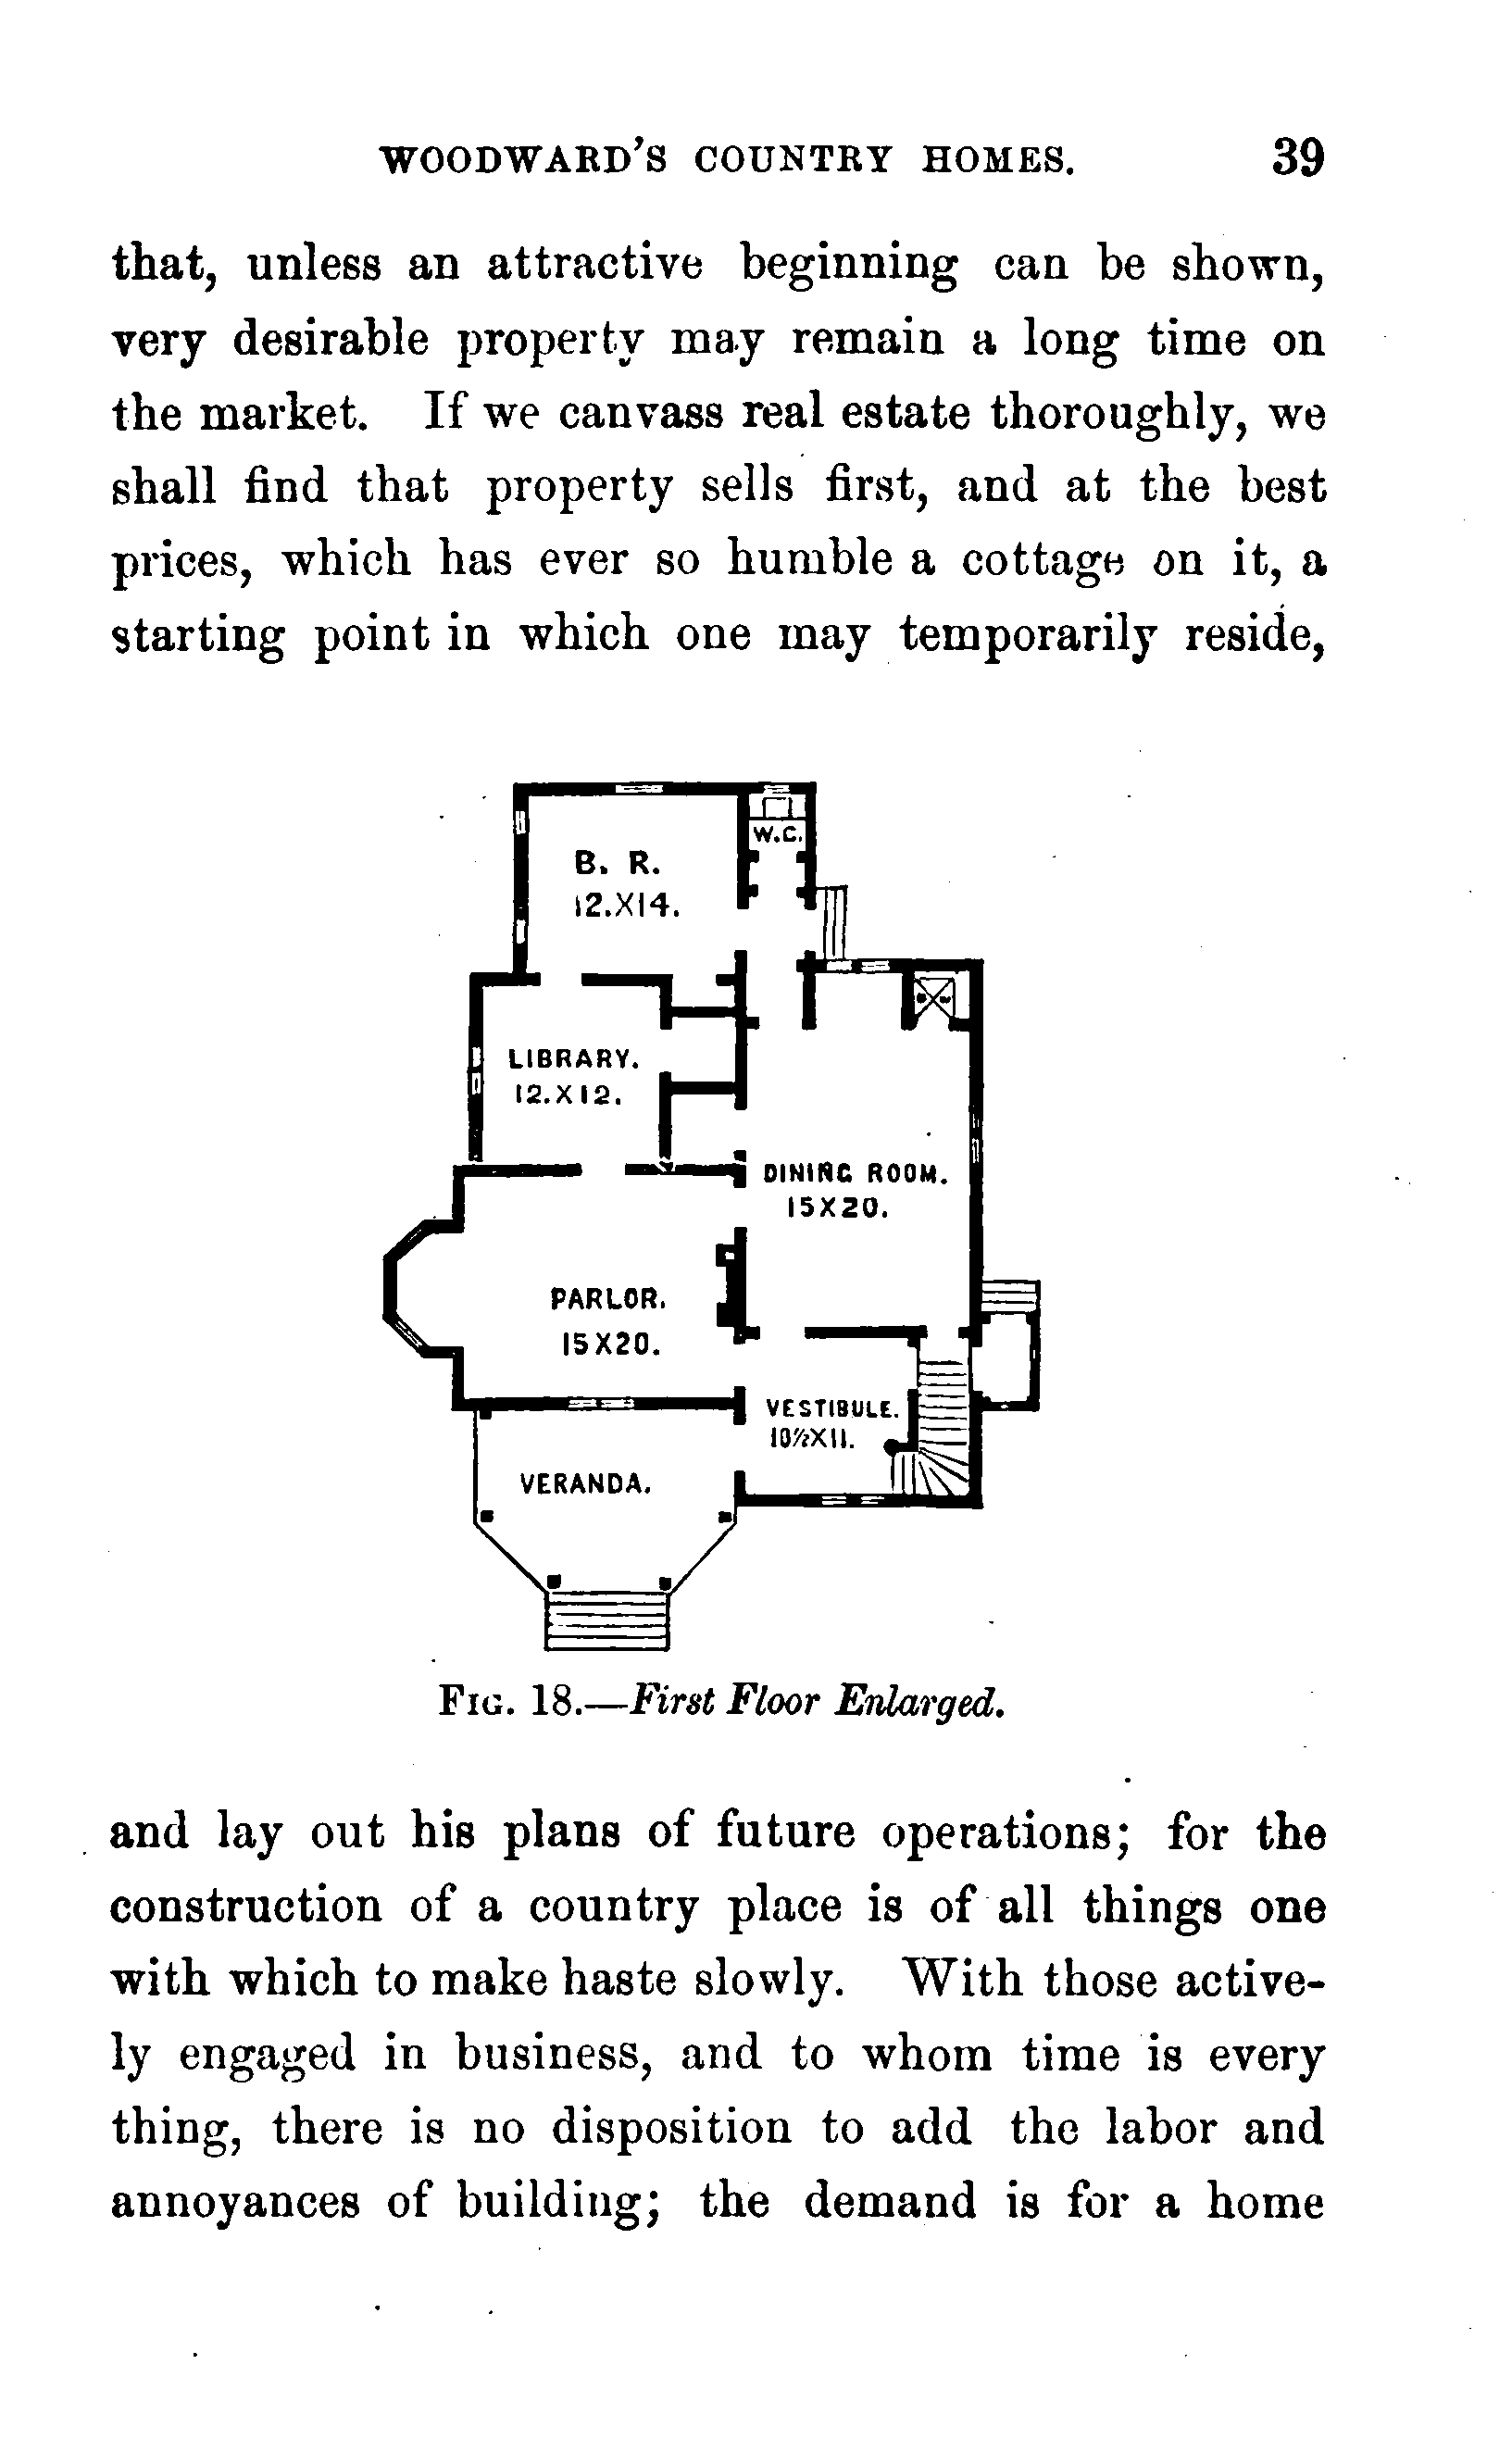 WOODWARD'S COUNTRY HOMES. 39
that, unless an attractive beginning can be shown,
very desirable property may remain a long time on
the market. If we canvass real estate thoroughly, we
shall find that property sells first, and at the best
prices, which has ever so humble a cottage on it, a
starting point in which one may temporarily reside,
W.C.
B. R.
12.X14.
LIBRARY.
12.X12.
DINING ROOM.
15X20.
PARLOR.
15X20.
VESTIBULE.
10½X11.
VERANDA.
FIG. 18.—First Floor Enlarged.
and lay out his plans of future operations; for the
construction of a country place is of all things one
with which to make haste slowly. With those active-
ly engaged in business, and to whom time is every
thing, there is no disposition to add the labor and
annoyances of building; the demand is for a home